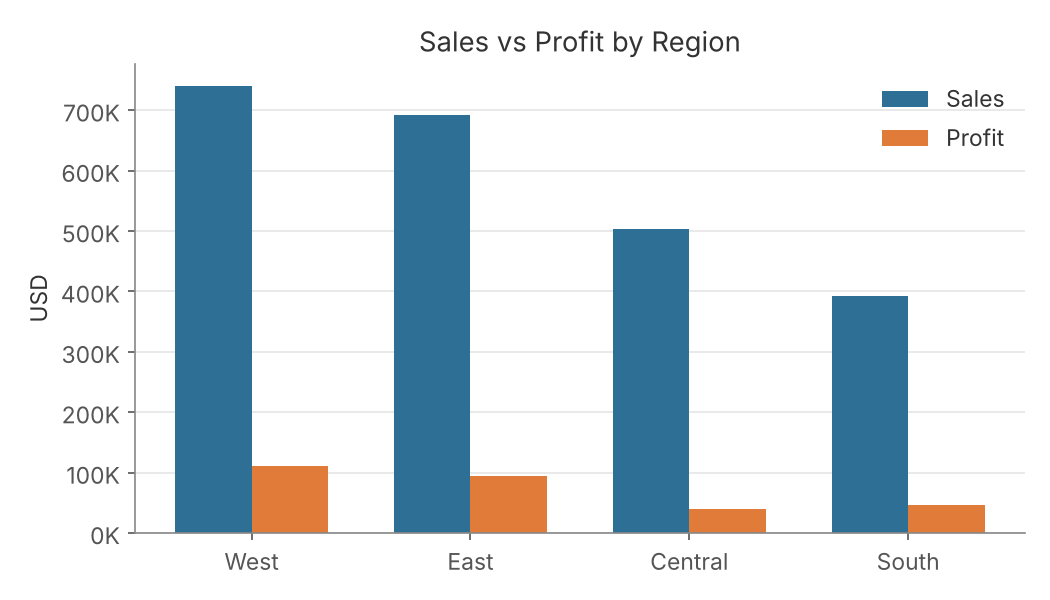 Sales vs Profit by Region
Sales
Profit
USD
700K
600K
500K
400K
300K
200K
100K
0K
West
East
Central
South